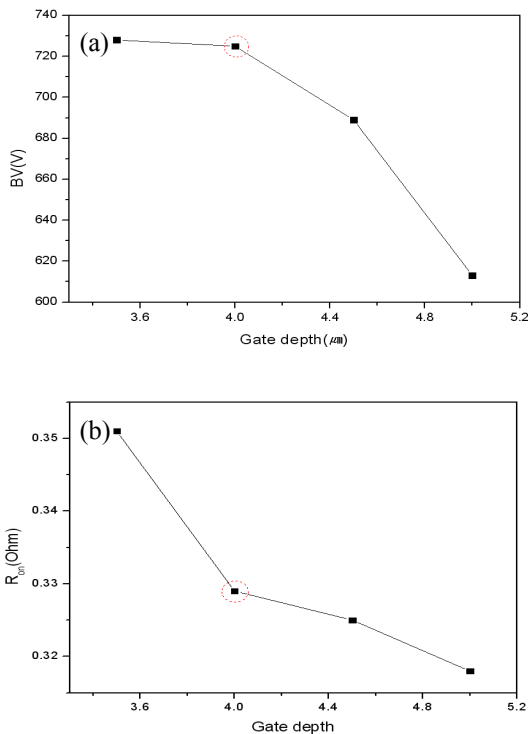 740
(a)
720
700
680
660
640
620
600
BV(V)
3.6 4.0 4.4 4.8 5.2
Gate depth(㎛)
(b)
0.35
0.34
0.33
0.32
Ron(Ohm)
3.6 4.0 4.4 4.8 5.2
Gate depth